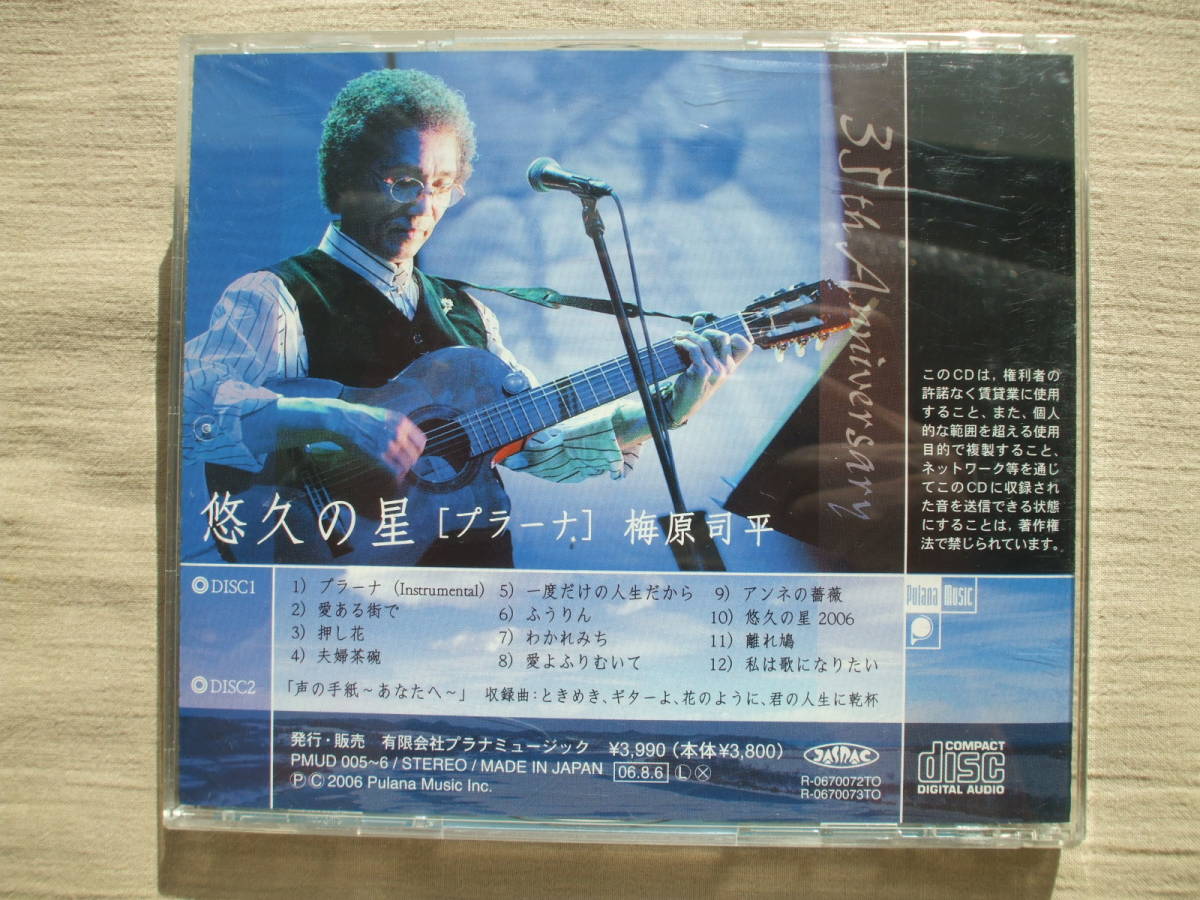 35th Anniversary
このCDは，権利者の
許諾なく賃貸業に使用
すること、また、個人
的な範囲を超える使用
目的で複製すること、
ネットワーク等を通じ
てこのCDに収録され
た音を送信できる状態
にすることは，著作権
法で禁じられています。
悠久の星 [プラーナ] 梅原司平
DISC1
1) プラーナ (Instrumental)
2) 愛ある街で
3) 押し花
4) 夫婦茶碗
5) 一度だけの人生だから
6) ふうりん
7) わかれみち
8) 愛よふりむいて
9) アンネの薔薇
10) 悠久の星 2006
11) 離れ鳩
12) 私は歌になりたい
Pulana Music
DISC2
「声の手紙～あなたへ～」 収録曲：ときめき、ギターよ、花のように、君の人生に乾杯
発行・販売 有限会社プラナミュージック ¥3,990（本体¥3,800）
PMUD 005~6 / STEREO / MADE IN JAPAN 06.8.6 Ⓛ Ⓧ
ⓅⒸ 2006 Pulana Music Inc.
JASRAC
R-0670072TO
R-0670073TO
COMPACT
disc
DIGITAL AUDIO